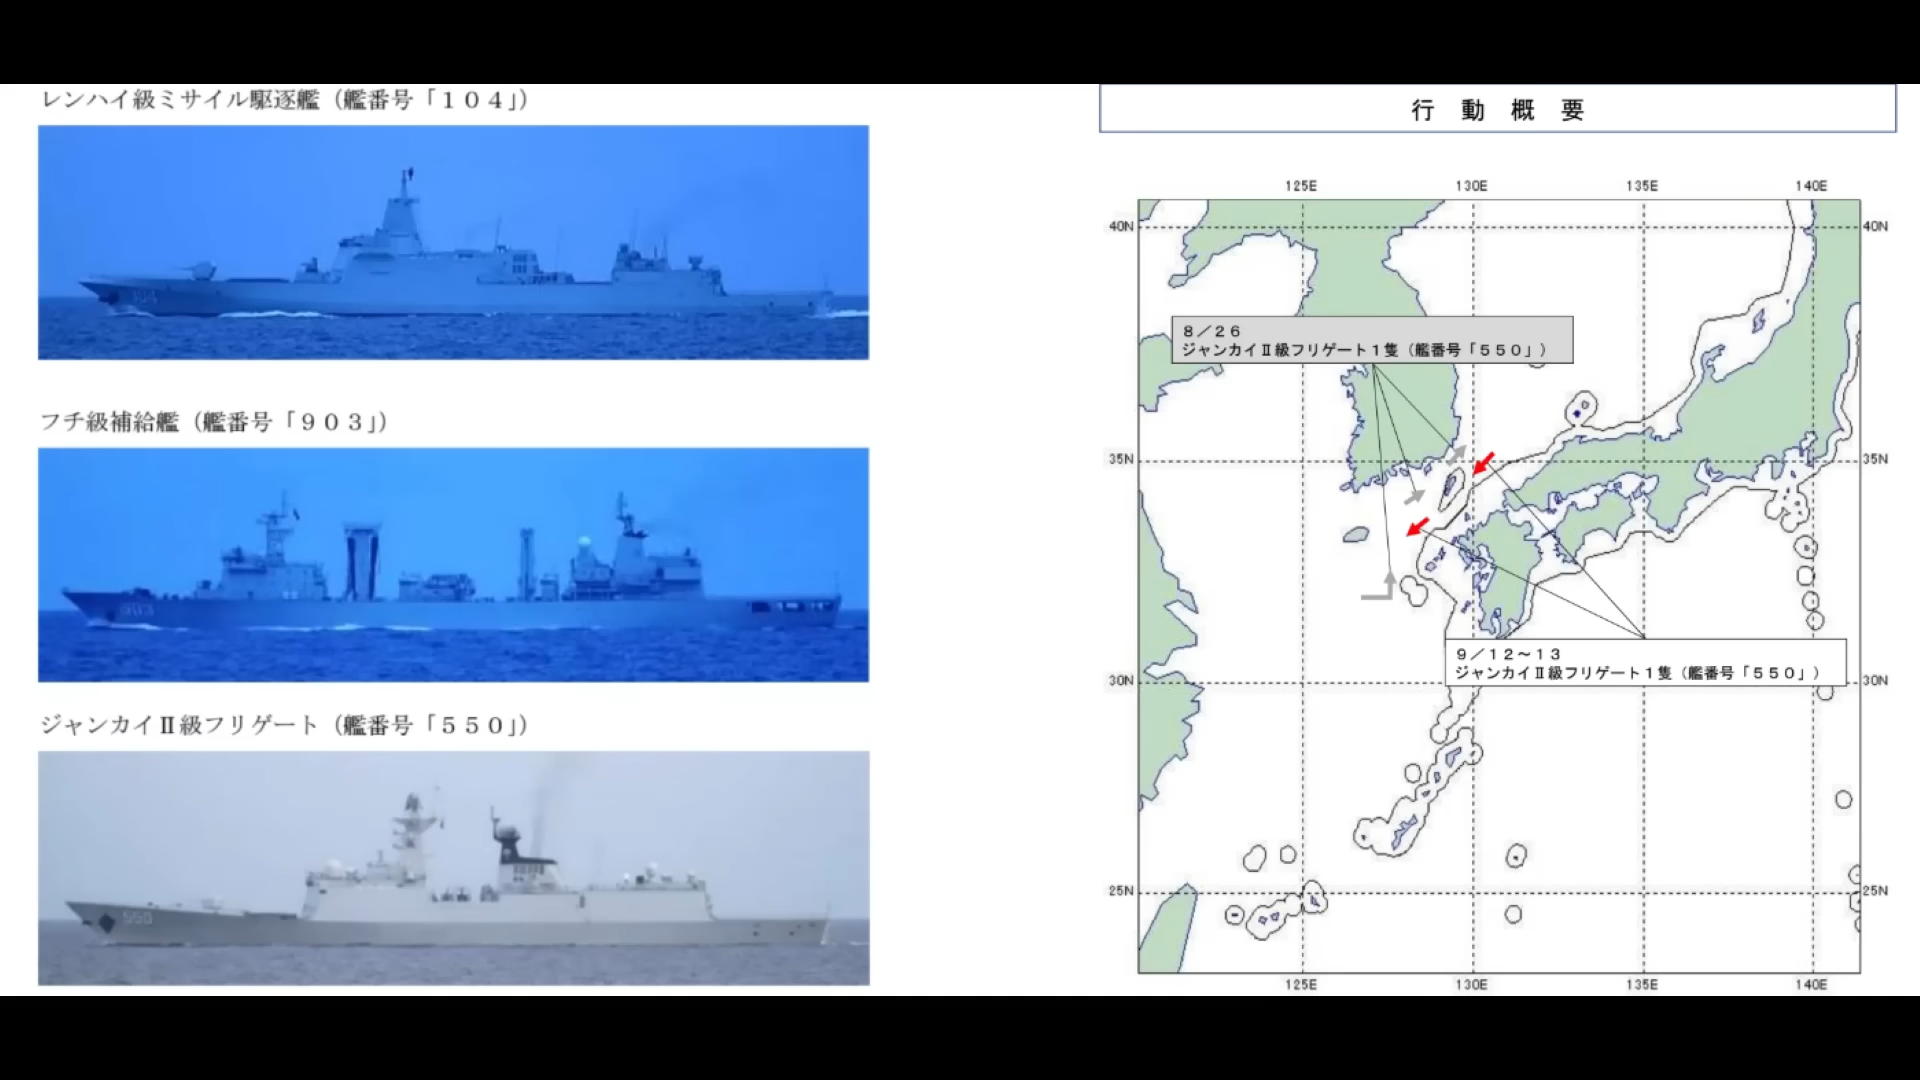 レンハイ級ミサイル駆逐艦（艦番号「１０４」）
104
フチ級補給艦（艦番号「９０３」）
903
ジャンカイⅡ級フリゲート（艦番号「５５０」）
550
行動概要
125E 130E 135E 140E
40N 40N
８／２６
ジャンカイⅡ級フリゲート１隻（艦番号「５５０」）
35N 35N
９／１２～１３
ジャンカイⅡ級フリゲート１隻（艦番号「５５０」）
30N 30N
25N 25N
125E 130E 135E 140E